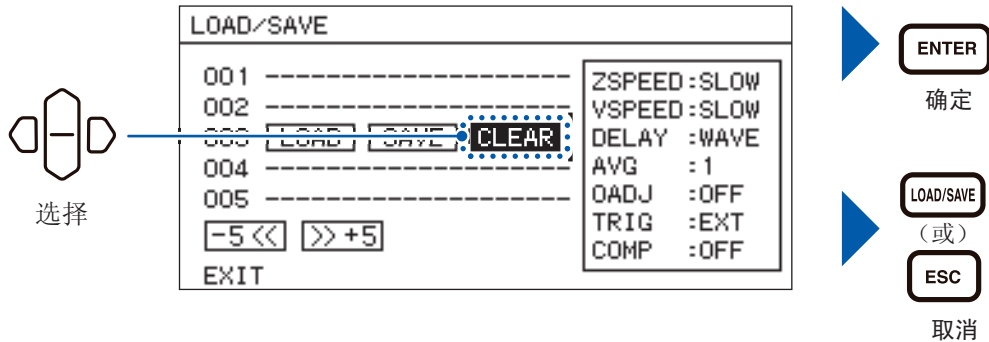 LOAD/SAVE
001 --------------------------------
002 --------------------------------
003 LOAD SAVE CLEAR
004 --------------------------------
005 --------------------------------
-5<< >>+5
EXIT
ZSPEED:SLOW
VSPEED:SLOW
DELAY :WAVE
AVG :1
OADJ :OFF
TRIG :EXT
COMP :OFF
选择
ENTER
确定
LOAD/SAVE
（或）
ESC
取消